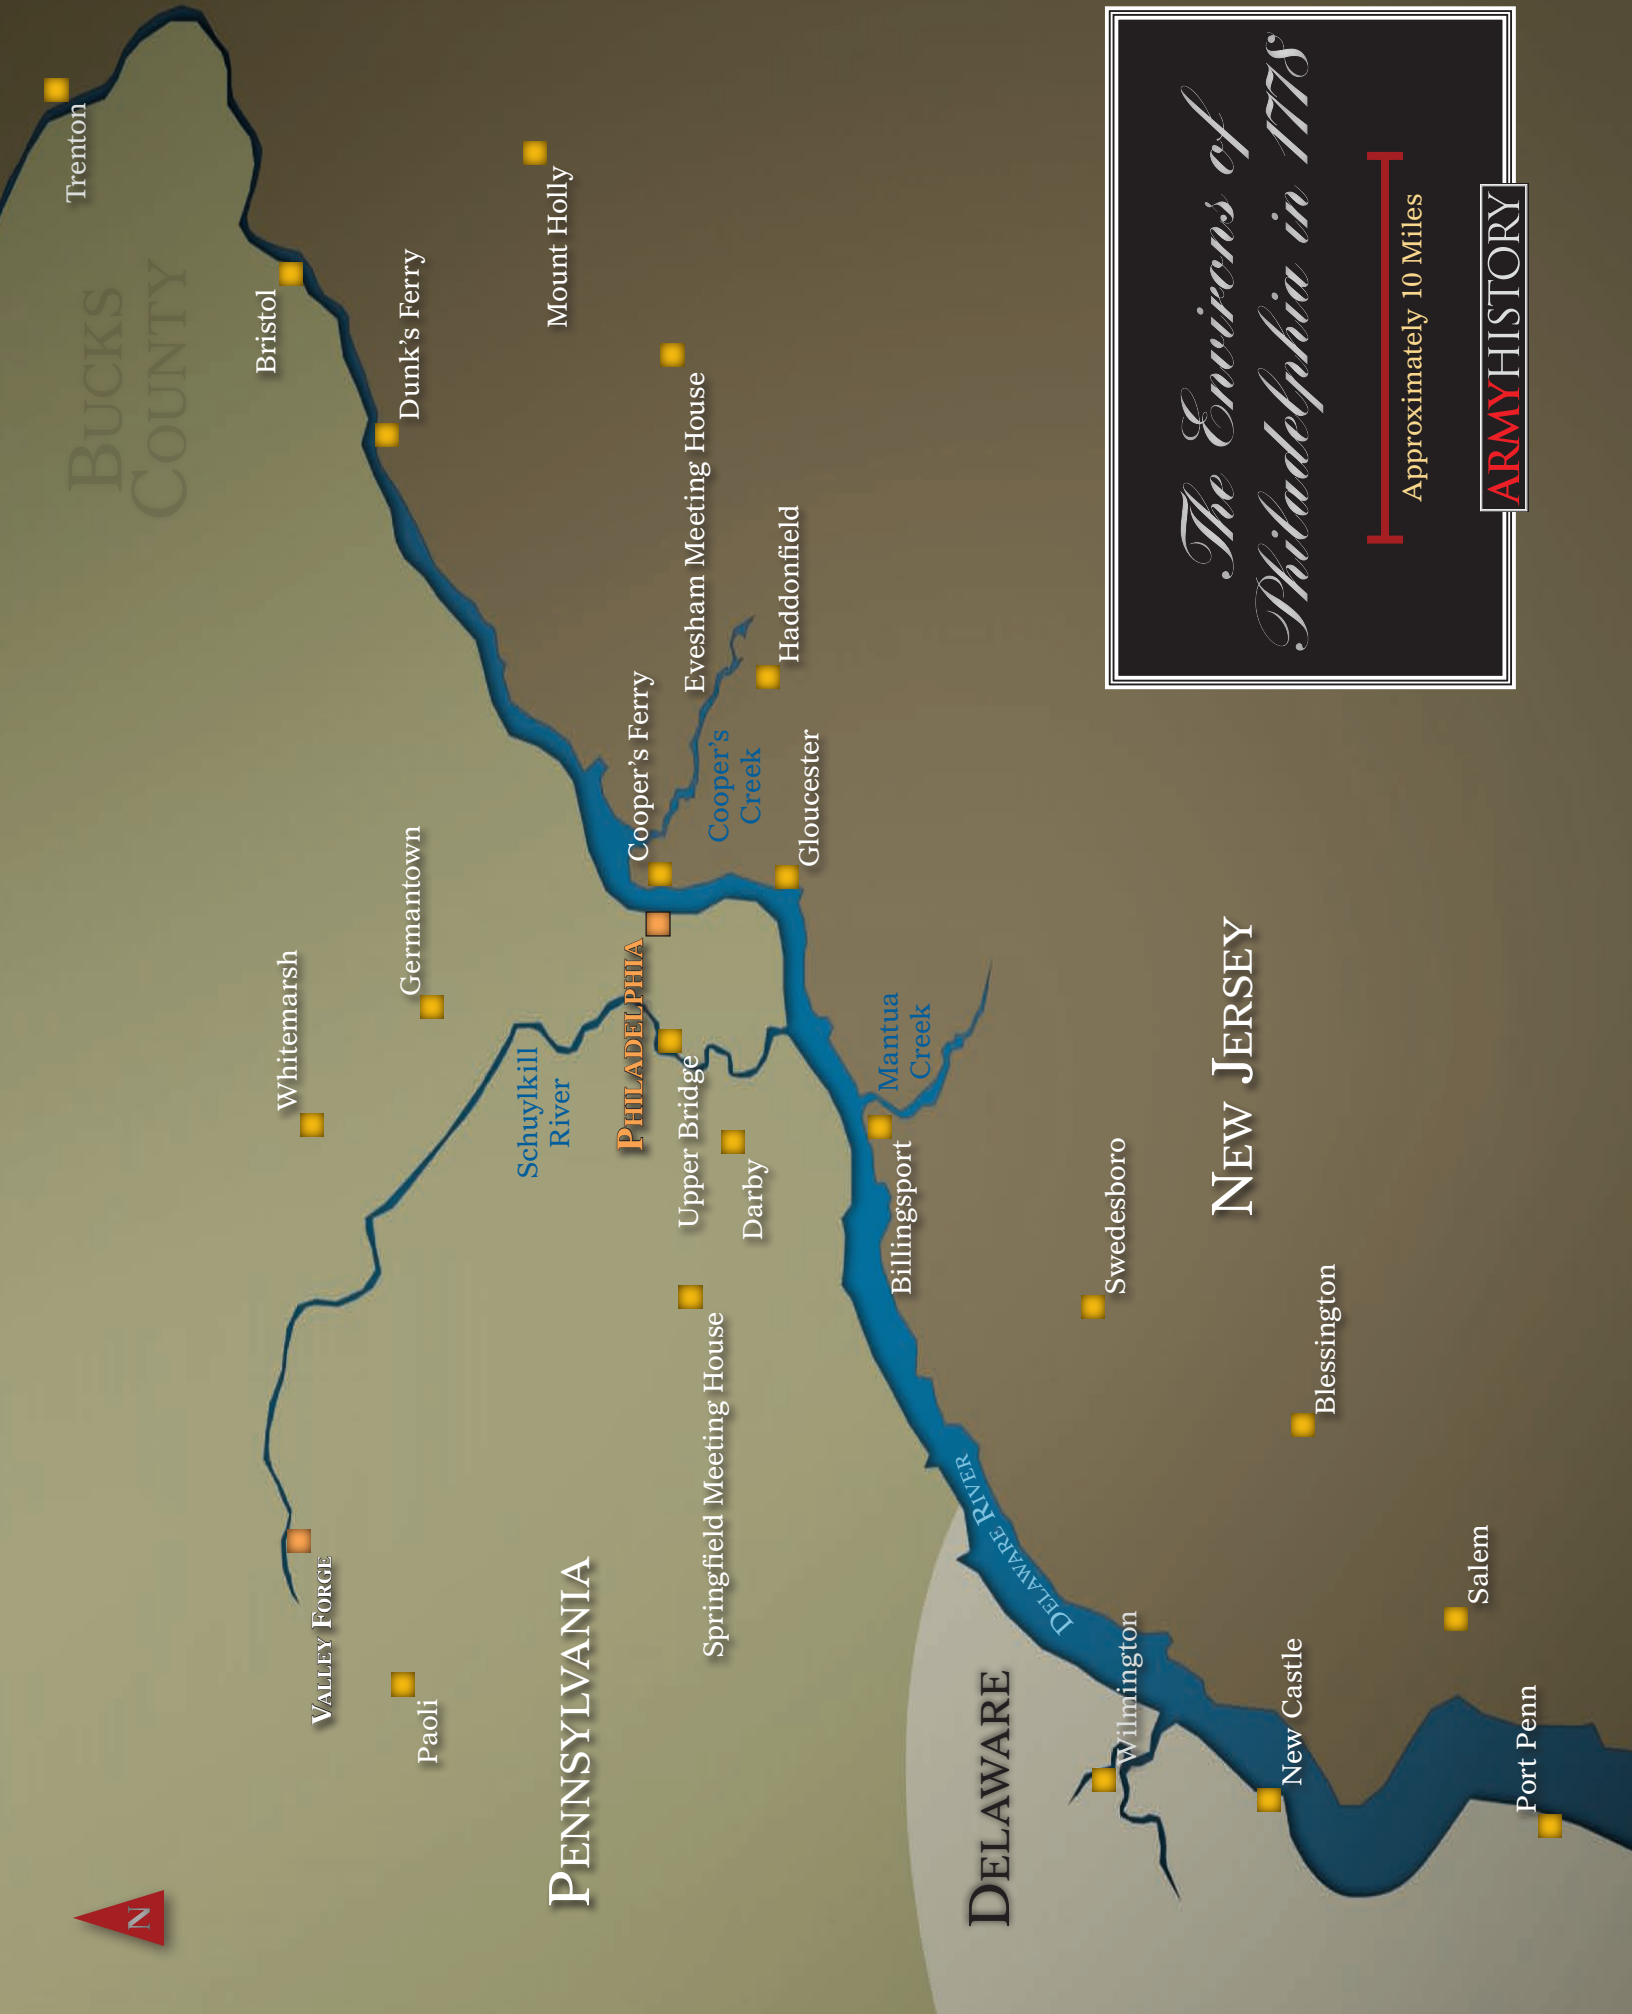 Trenton
BUCKS
COUNTY
Bristol
Dunk's Ferry
Mount Holly
Evesham Meeting House
Haddonfield
Cooper's Ferry
Cooper's
Creek
Gloucester
Germantown
Whitemarsh
Schuylkill
River
PHILADELPHIA
Upper Bridge
Darby
Mantua
Creek
Billingsport
Springfield Meeting House
VALLEY FORGE
Paoli
PENNSYLVANIA
NEW JERSEY
Swedesboro
Blessington
DELAWARE RIVER
DELAWARE
Wilmington
New Castle
Salem
Port Penn
N
The Environs of
Philadelphia in 1778
Approximately 10 Miles
ARMYHISTORY